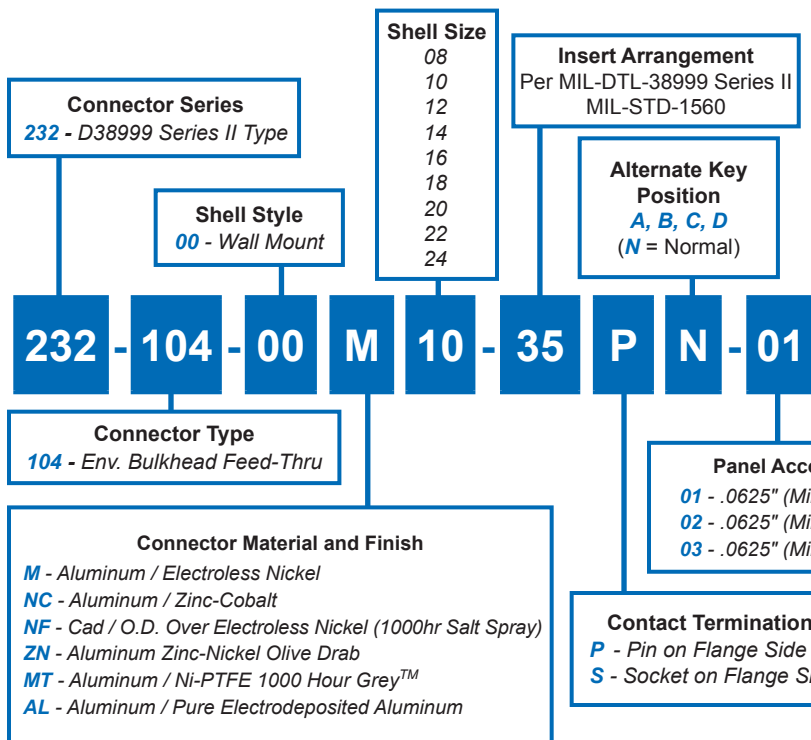 Connector Series
232 - D38999 Series II Type
Shell Style
00 - Wall Mount
Shell Size
08
10
12
14
16
18
20
22
24
Insert Arrangement
Per MIL-DTL-38999 Series II
MIL-STD-1560
Alternate Key
Position
A, B, C, D
(N = Normal)
232 - 104 - 00 M 10 - 35 P N - 01
Connector Type
104 - Env. Bulkhead Feed-Thru
Connector Material and Finish
M - Aluminum / Electroless Nickel
NC - Aluminum / Zinc-Cobalt
NF - Cad / O.D. Over Electroless Nickel (1000hr Salt Spray)
ZN - Aluminum Zinc-Nickel Olive Drab
MT - Aluminum / Ni-PTFE 1000 Hour Grey™
AL - Aluminum / Pure Electrodeposited Aluminum
Panel
01 - .0625"
02 - .0625"
03 - .0625"
Contact Termination
P - Pin on Flange Side
S - Socket on Flange